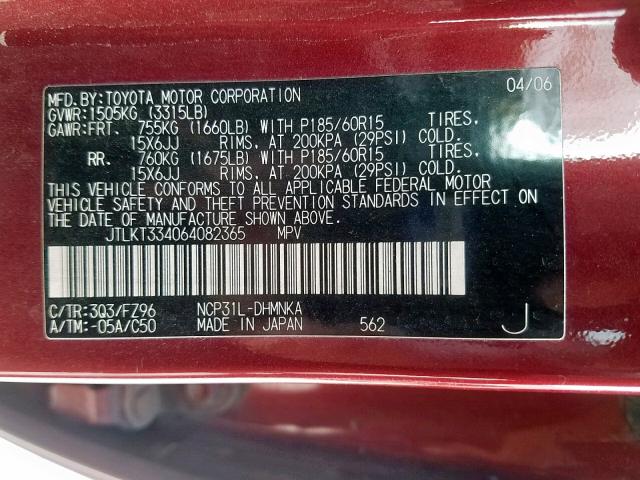 MFD.BY:TOYOTA MOTOR CORPORATION 04/06
GVWR:1505KG (3315LB)
GAWR:FRT. 755KG (1660LB) WITH P185/60R15 TIRES.
15X6JJ RIMS, AT 200KPA (29PSI) COLD.
RR. 760KG (1675LB) WITH P185/60R15 TIRES.
15X6JJ RIMS, AT 200KPA (29PSI) COLD.
THIS VEHICLE CONFORMS TO ALL APPLICABLE FEDERAL MOTOR
VEHICLE SAFETY AND THEFT PREVENTION STANDARDS IN EFFECT ON
THE DATE OF MANUFACTURE SHOWN ABOVE.
JTLKT334064082365 MPV
C/TR:3Q3/FZ96 NCP31L-DHMNKA
A/TM:-05A/C50 MADE IN JAPAN 562 J